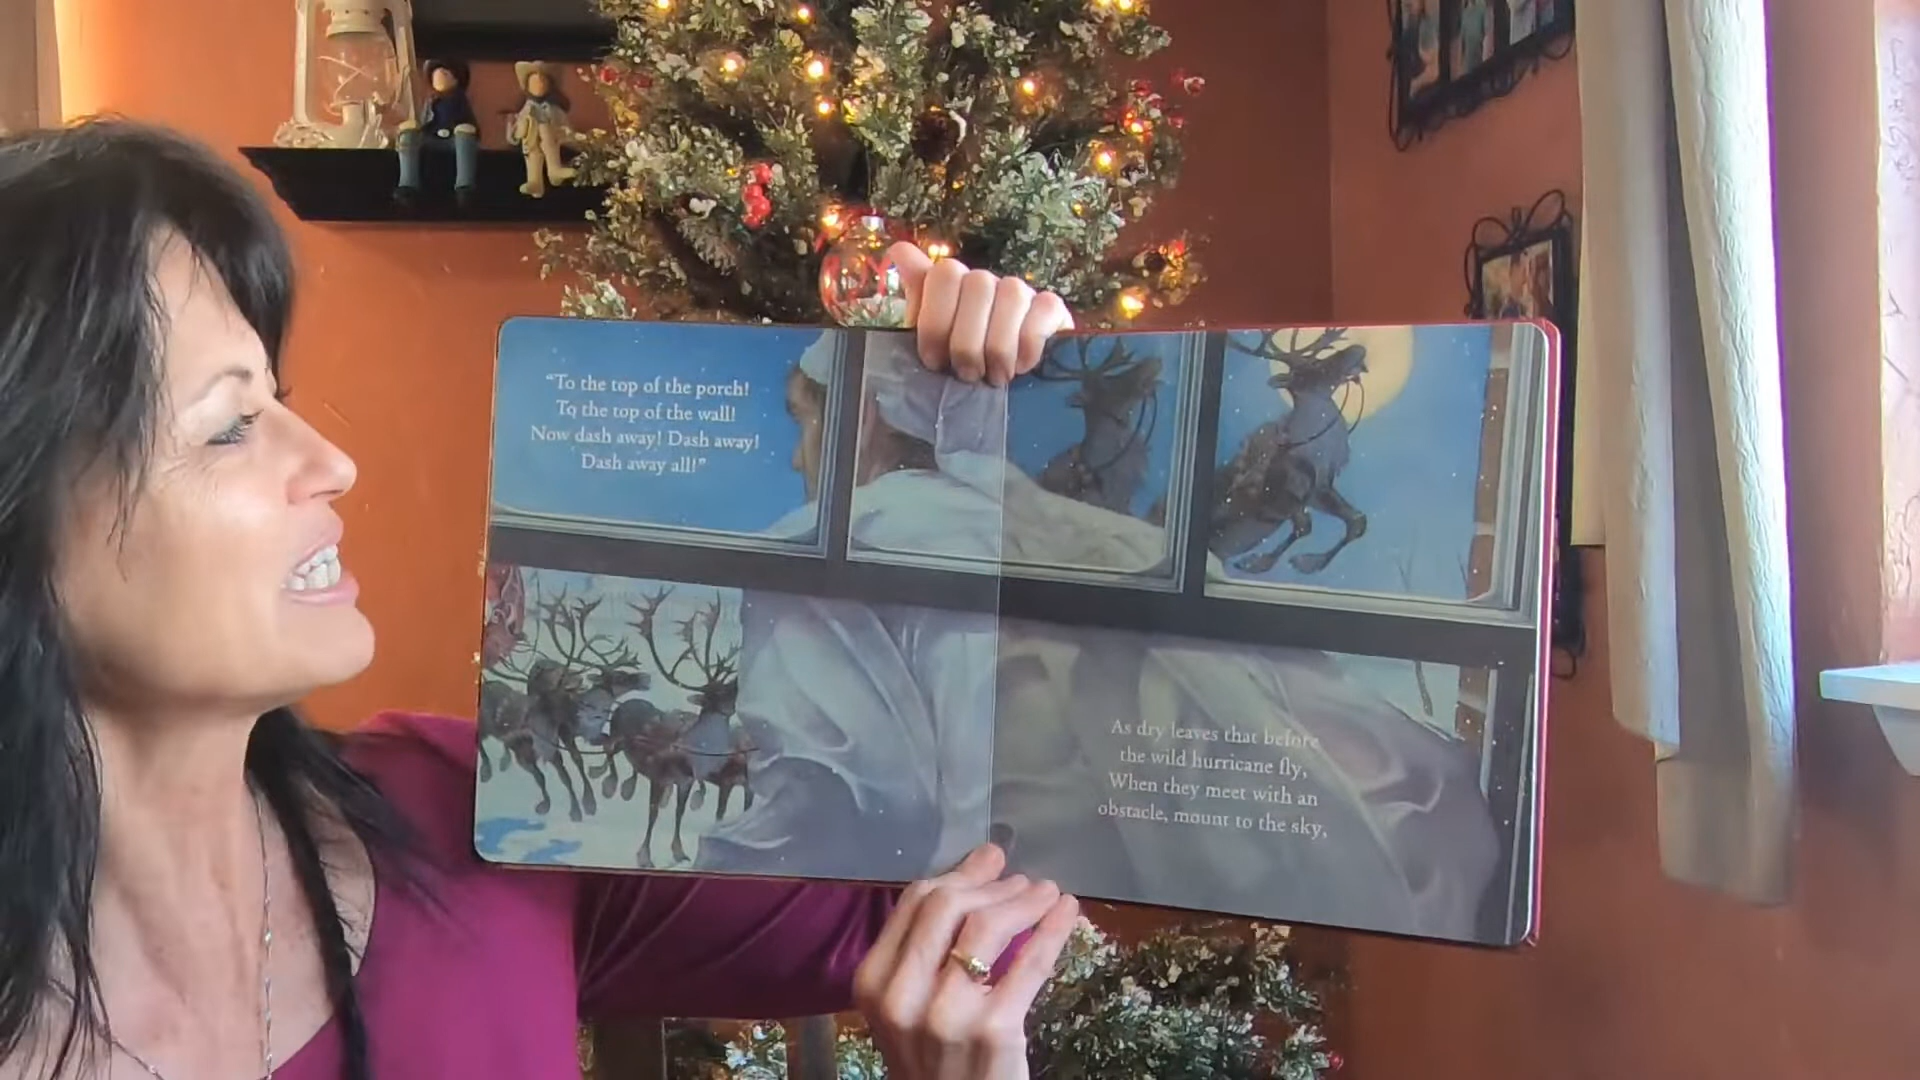 "To the top of the porch!
To the top of the wall!
Now dash away! Dash away!
Dash away all!"
As dry leaves that before
the wild hurricane fly,
When they meet with an
obstacle, mount to the sky,